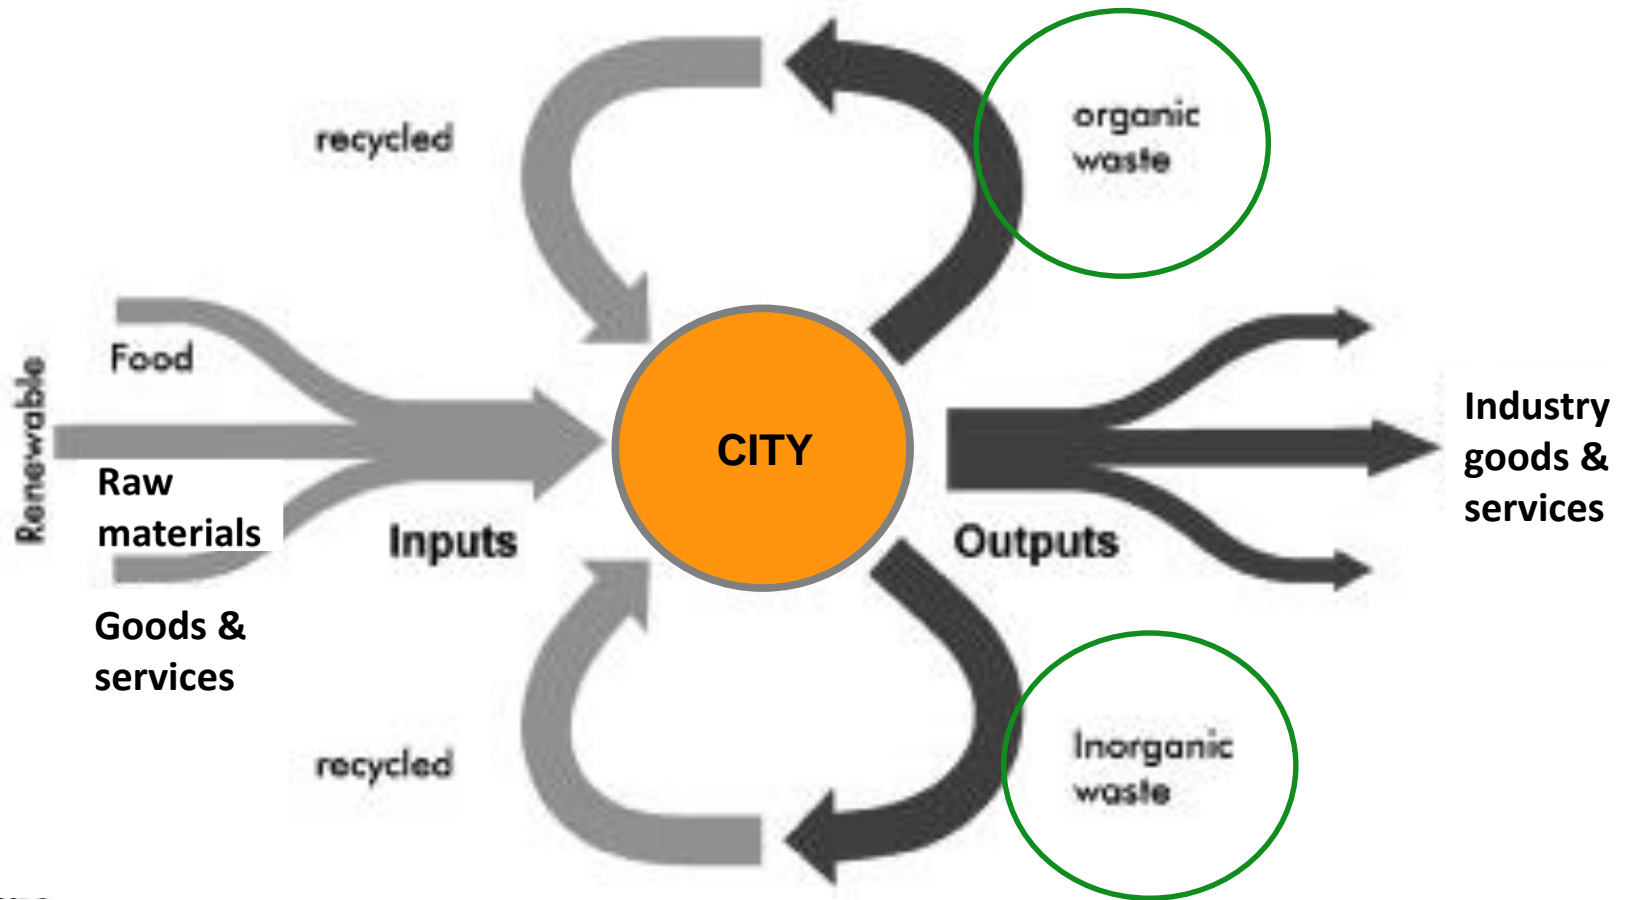 recycled
organic
waste
Renewable
Food
Raw
materials
Goods &
services
Inputs
CITY
Outputs
Industry
goods &
services
recycled
Inorganic
waste